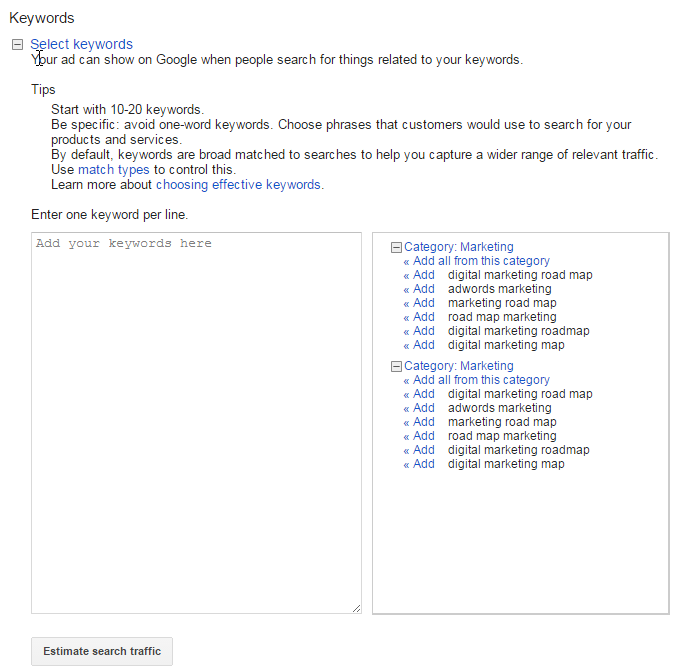 Keywords
Select keywords
Your ad can show on Google when people search for things related to your keywords.
Tips
Start with 10-20 keywords.
Be specific: avoid one-word keywords. Choose phrases that customers would use to search for your
products and services.
By default, keywords are broad matched to searches to help you capture a wider range of relevant traffic.
Use match types to control this.
Learn more about choosing effective keywords.
Enter one keyword per line.
Add your keywords here
Category: Marketing
« Add all from this category
« Add digital marketing road map
« Add adwords marketing
« Add marketing road map
« Add road map marketing
« Add digital marketing roadmap
« Add digital marketing map
Category: Marketing
« Add all from this category
« Add digital marketing road map
« Add adwords marketing
« Add marketing road map
« Add road map marketing
« Add digital marketing roadmap
« Add digital marketing map
Estimate search traffic